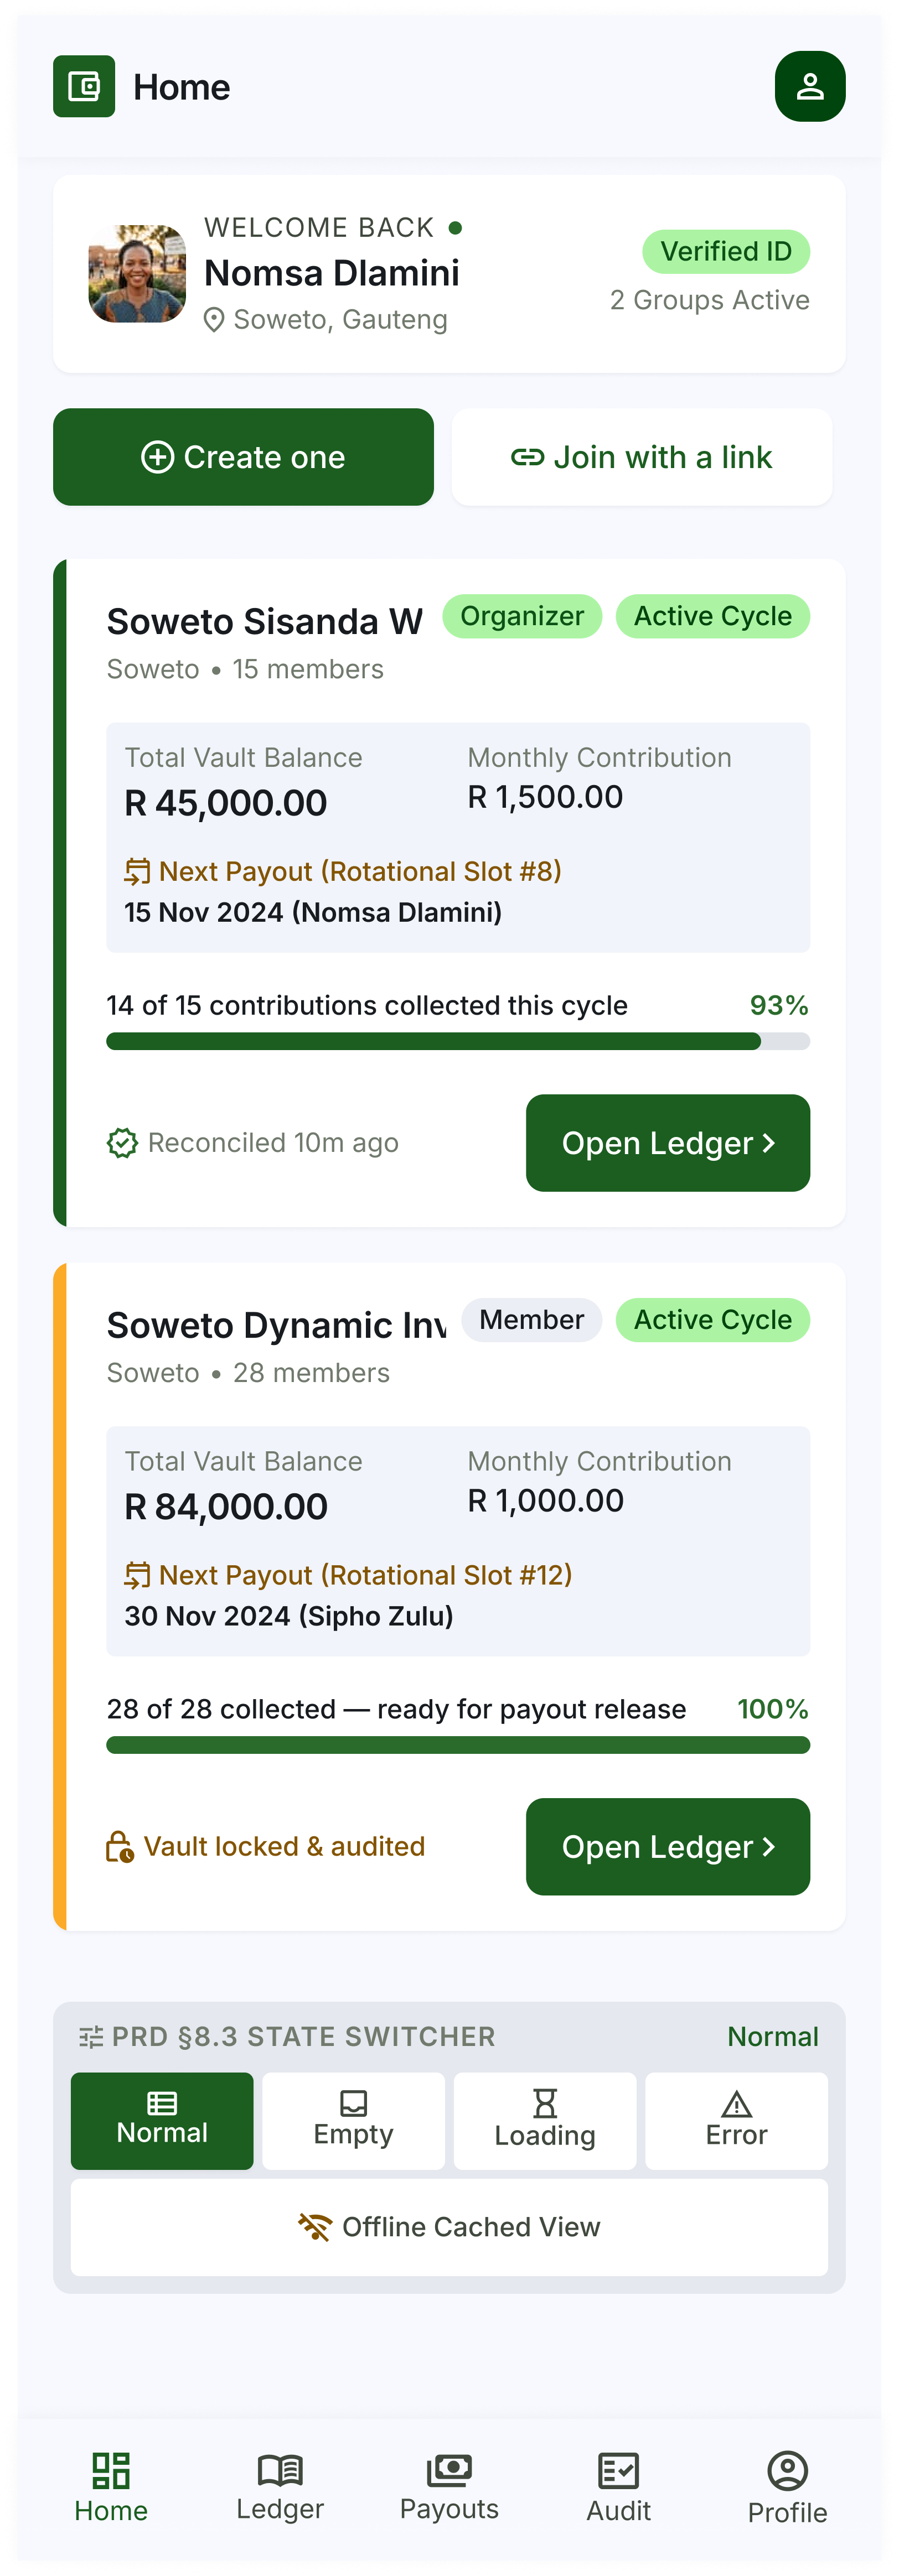 Home
WELCOME BACK
Nomsa Dlamini
Soweto, Gauteng
Verified ID
2 Groups Active
Create one
Join with a link
Soweto Sisanda W
Organizer
Active Cycle
Soweto • 15 members
Total Vault Balance
R 45,000.00
Monthly Contribution
R 1,500.00
Next Payout (Rotational Slot #8)
15 Nov 2024 (Nomsa Dlamini)
14 of 15 contributions collected this cycle
93%
Reconciled 10m ago
Open Ledger
Soweto Dynamic Inv
Member
Active Cycle
Soweto • 28 members
Total Vault Balance
R 84,000.00
Monthly Contribution
R 1,000.00
Next Payout (Rotational Slot #12)
30 Nov 2024 (Sipho Zulu)
28 of 28 collected — ready for payout release
100%
Vault locked & audited
Open Ledger
PRD §8.3 STATE SWITCHER
Normal
Normal
Empty
Loading
Error
Offline Cached View
Home
Ledger
Payouts
Audit
Profile